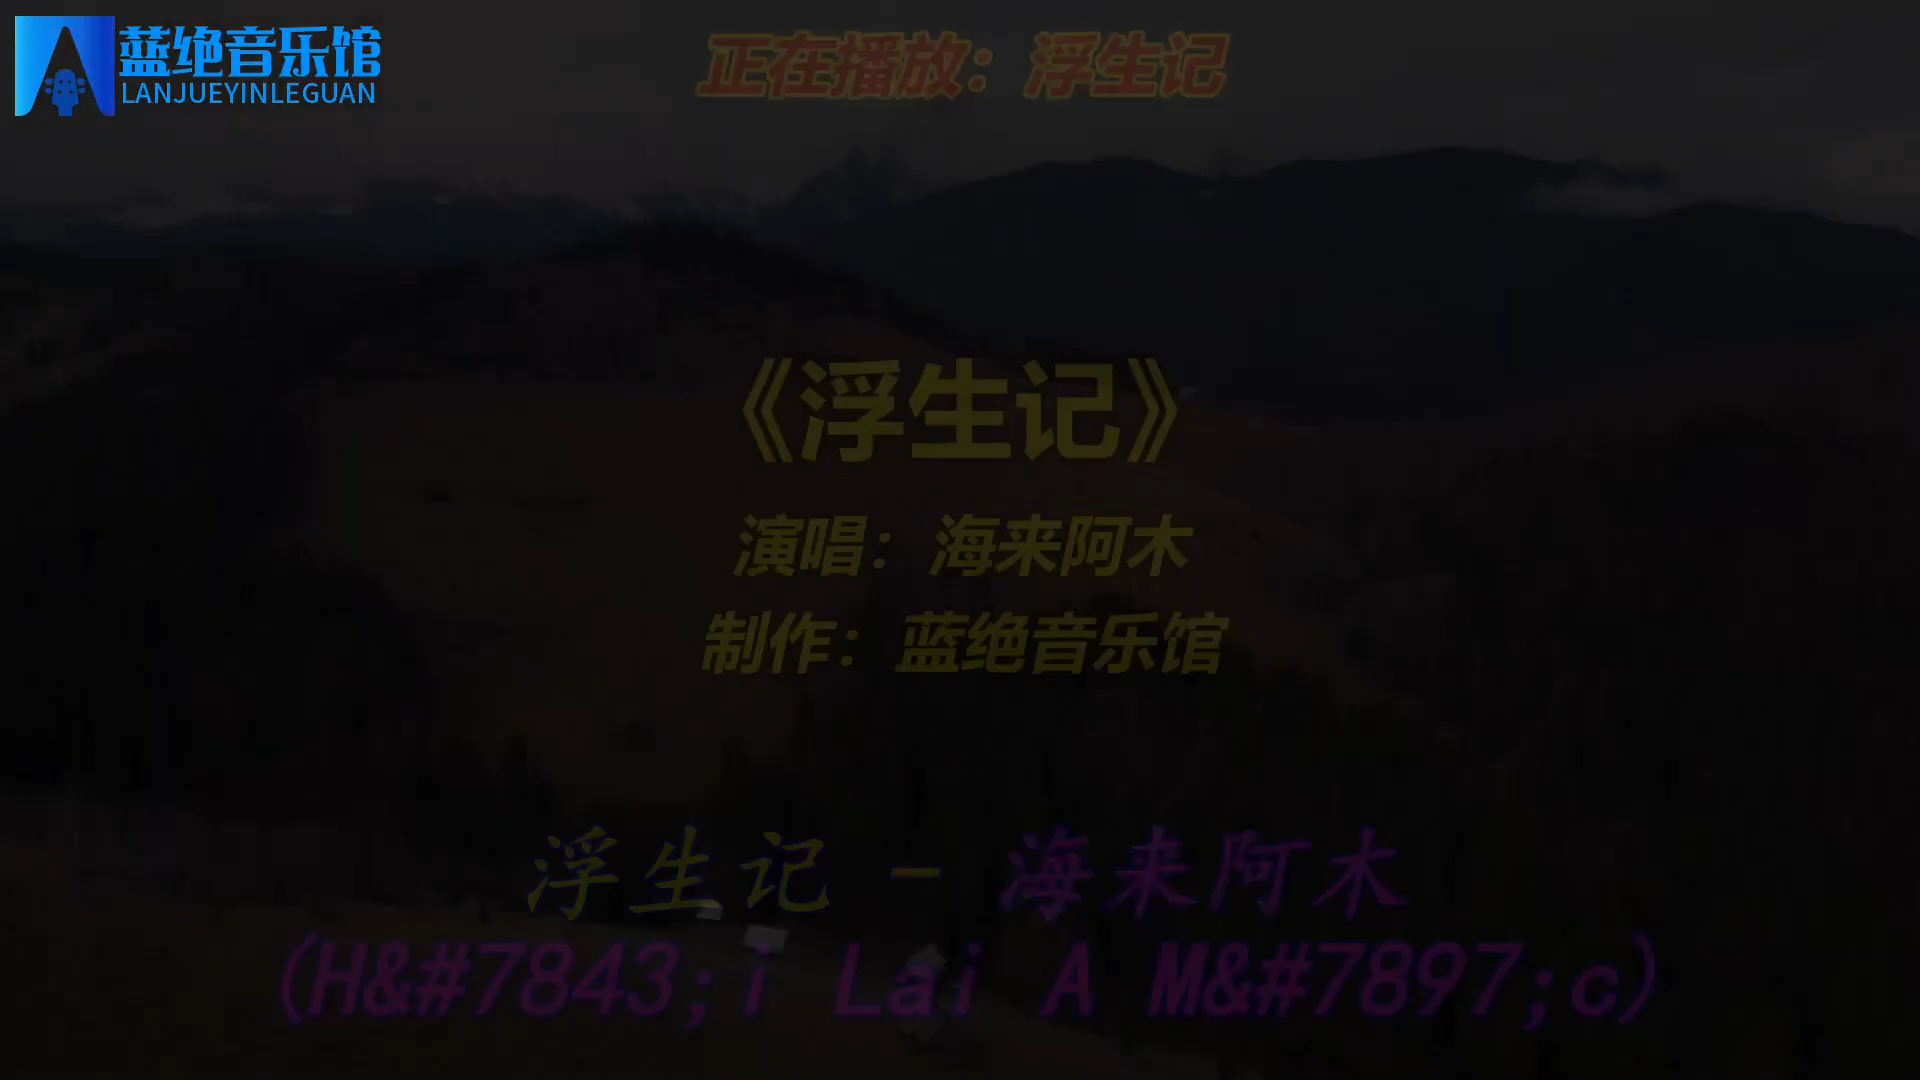 蓝绝音乐馆
LANJUEYINLEGUAN
正在播放：浮生记
《浮生记》
演唱：海来阿木
制作：蓝绝音乐馆
浮生记 - 海来阿木
(H&#7843;i Lai A M&#7897;c)